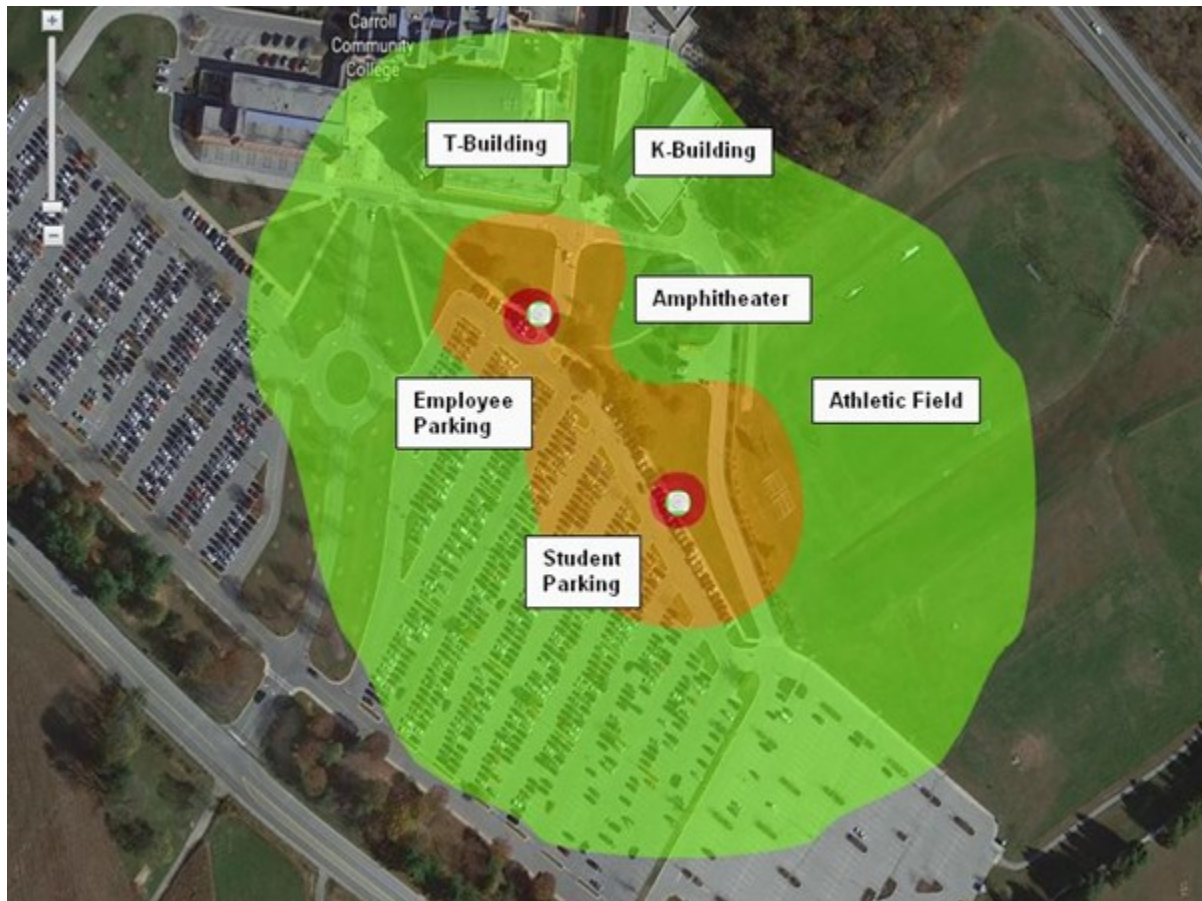 Carroll
Community
College
T-Building
K-Building
Amphitheater
Employee
Parking
Athletic Field
Student
Parking